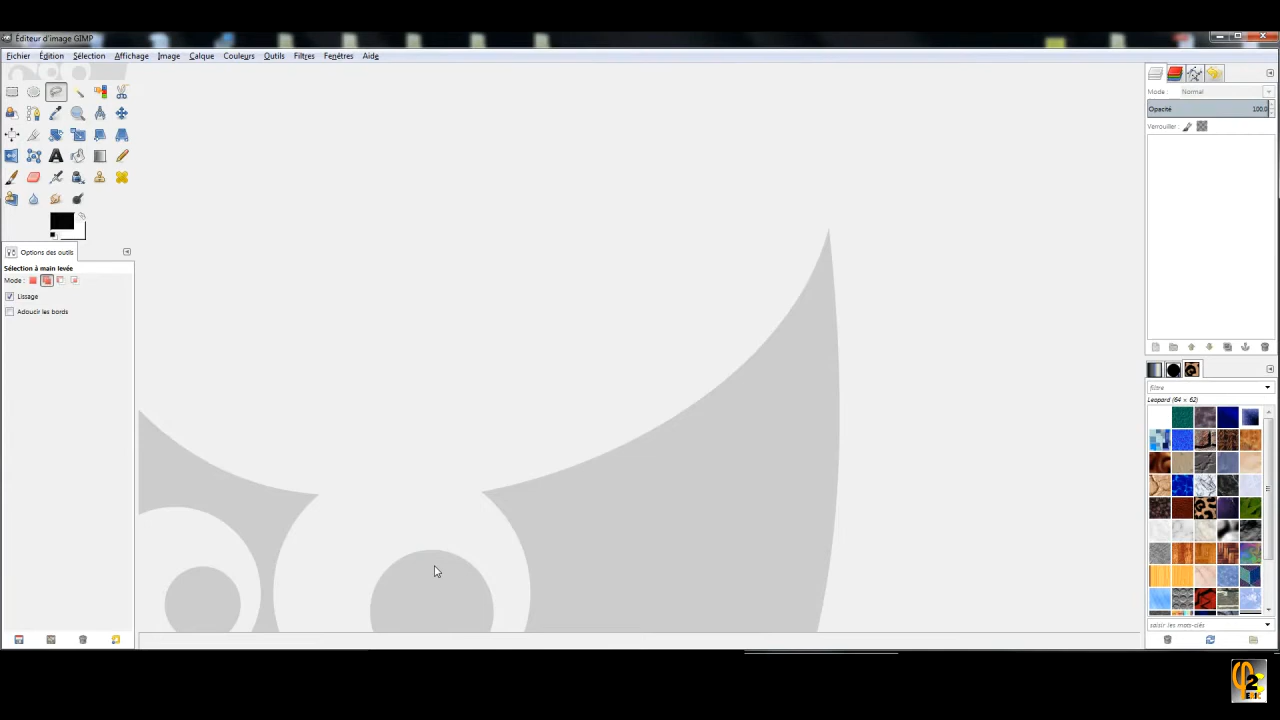 Éditeur d'image GIMP
Fichier Édition Sélection Affichage Image Calque Couleurs Outils Filtres Fenêtres Aide
Mode : Normal
Opacité 100,0
Verrouiller :
Options des outils
Sélection à main levée
Mode :
Lissage
Adoucir les bords
filtre
Leopard (64 × 62)
saisir les mots-clés